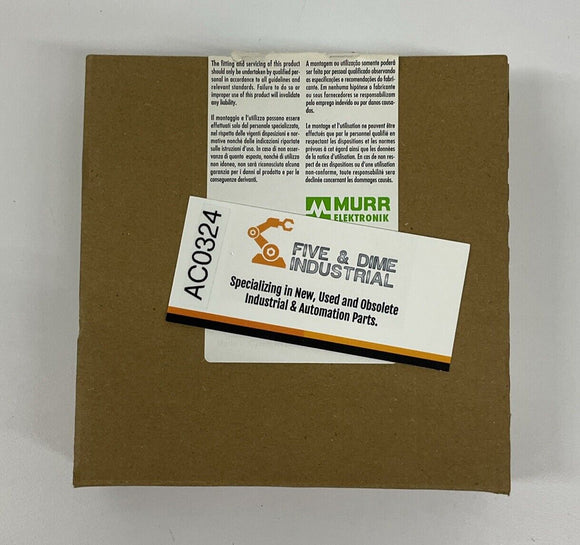 The fitting and servicing of this product
should only be undertaken by qualified per-
sonal in accordance to all guidelines and
relevant standards. Failure to do so or
improper use of this product will invalidate
any liability.
Il montaggio e l'utilizzo possono essere
effettuati solo dal personale specializzato,
nel rispetto delle vigenti disposizioni e nor-
mative nonché dalle indicazioni riportate
sulle istruzioni d'uso. In caso di non osser-
vanza di quanto esposto, nonché di utilizzo
non idoneo, non sarà riconosciuta alcuna
garanzia per i danni al prodotto e per le
conseguenze derivanti.
A montagem ou utilização somente poderá
ser feita por pessoal qualificado observando
as especificações e recomendações do fabri-
cante. Em nenhuma hipótese o fabricante
ou seus fornecedores se responsabilizam
pelo emprego indevido ou por danos causa-
dos.
Le montage et l'utilisation ne peuvent être
effectués que par le personnel qualifié en
respectant les dispositions et les normes
prévues à cet égard ainsi que les données
de la notice d'utilisation. En cas de non res-
pect de ces dispositions ou d'une utilisation
non-conforme, toute responsabilité sera
déclinée concernant les dommages causés.
MURR
ELEKTRONIK
AC0324
FIVE & DIME
INDUSTRIAL
Specializing in New, Used and Obsolete
Industrial & Automation Parts.